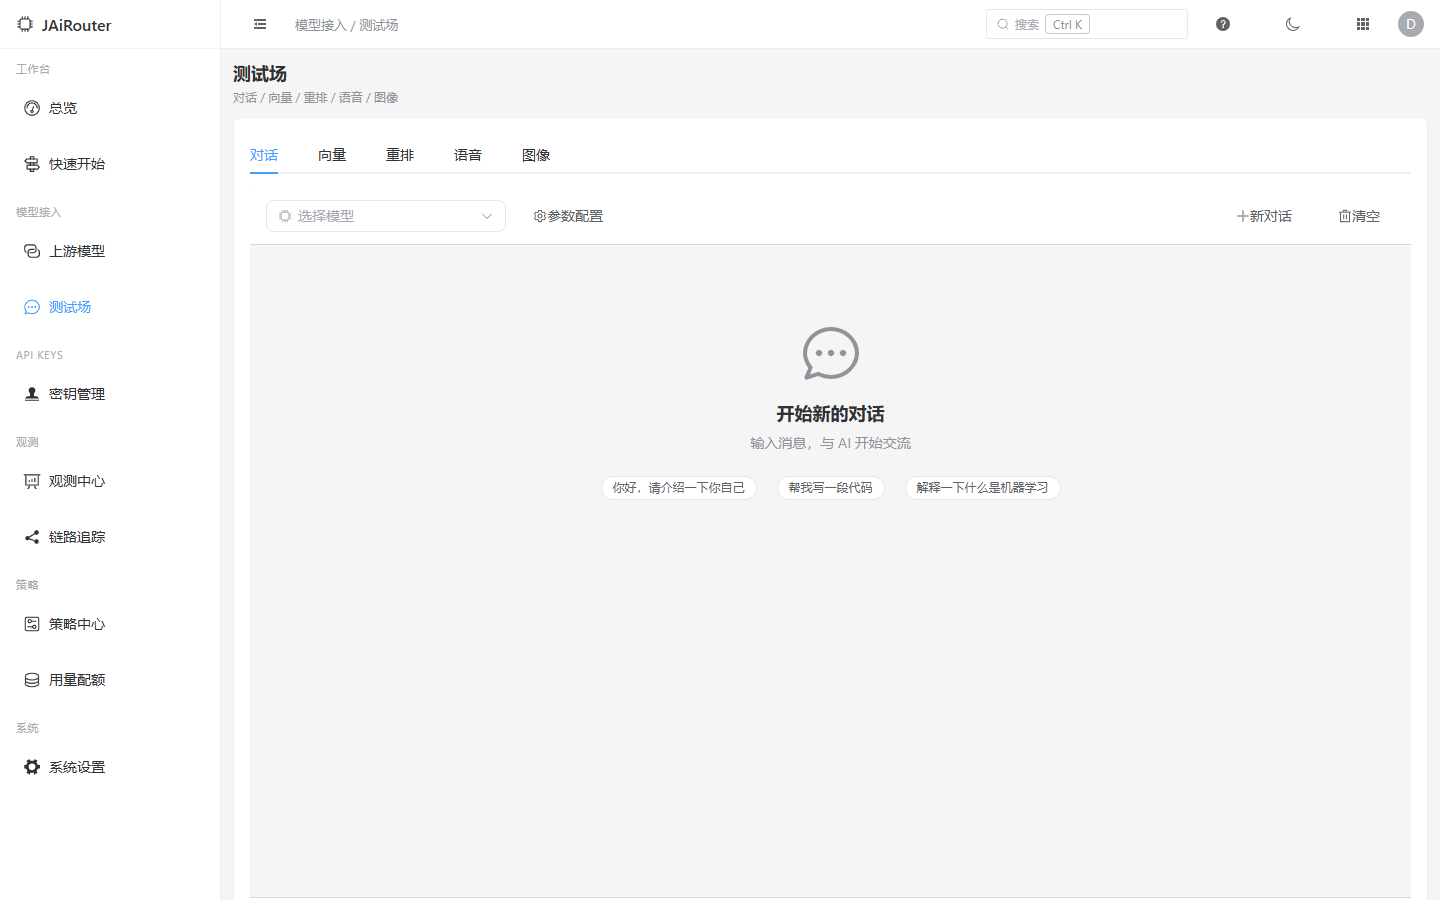 JAiRouter
模型接入 / 测试场
搜索 Ctrl K
D
工作台
总览
快速开始
模型接入
上游模型
测试场
API KEYS
密钥管理
观测
观测中心
链路追踪
策略
策略中心
用量配额
系统
系统设置
测试场
对话 / 向量 / 重排 / 语音 / 图像
对话 向量 重排 语音 图像
选择模型 参数配置 新对话 清空
开始新的对话
输入消息，与 AI 开始交流
你好，请介绍一下你自己 帮我写一段代码 解释一下什么是机器学习